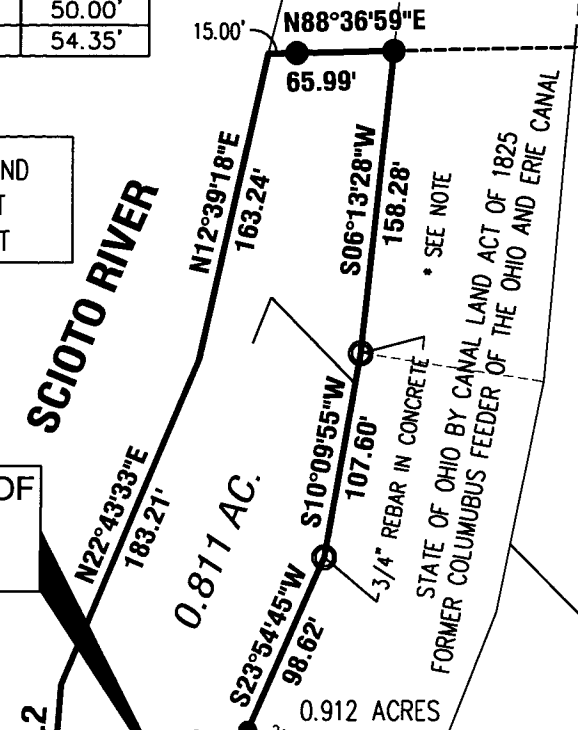 50.00'
54.35'
15.00'
N88°36'59"E
65.99'
ND
T
T
SCIOTO RIVER
N12°39'18"E
163.24'
S06°13'28"W
158.28'
* SEE NOTE
STATE OF OHIO BY CANAL LAND ACT OF 1825
FORMER COLUMUBUS FEEDER OF THE OHIO AND ERIE CANAL
S10°09'55"W
107.60'
3/4" REBAR IN CONCRETE
OF
N22°43'33"E
183.21'
0.811 AC.
S23°54'45"W
98.62'
0.912 ACRES
.2